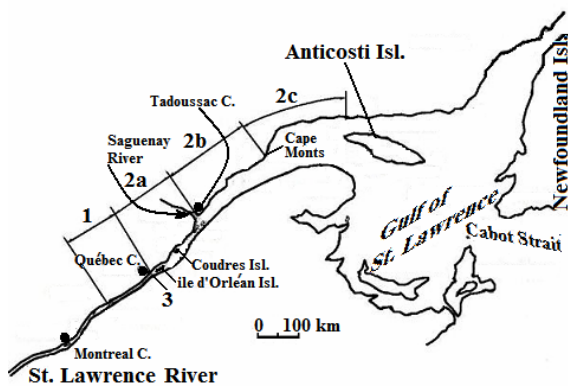 2c
Anticosti Isl.
Tadoussac C.
2b
Saguenay
River
Cape
Monts
2a
Newfoundland Isl.
1
Gulf of
St. Lawrence
Cabot Strait
Québec C.
Coudres Isl.
ile d'Orleán Isl.
3
0 100 km
Montreal C.
St. Lawrence River